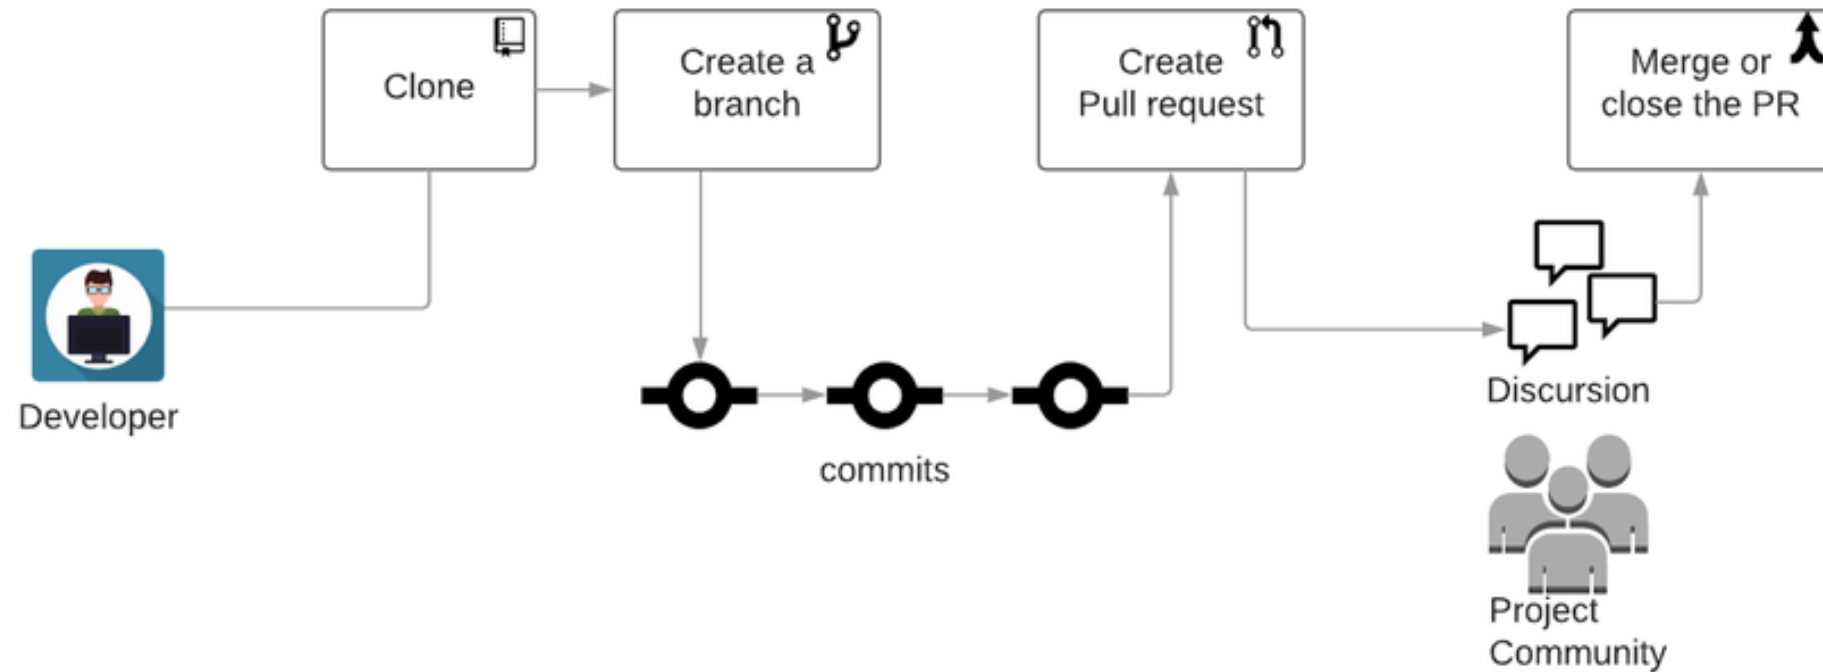 Clone
Create a
branch
Create
Pull request
Merge or
close the PR
Developer
commits
Discursion
Project
Community